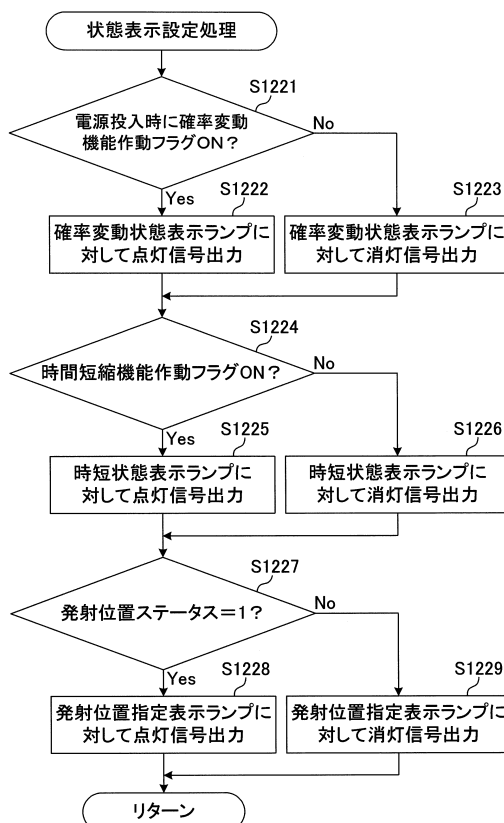 状態表示設定処理
S1221
電源投入時に確率変動
機能作動フラグON？
No
Yes
S1222
S1223
確率変動状態表示ランプに
対して点灯信号出力
確率変動状態表示ランプに
対して消灯信号出力
S1224
時間短縮機能作動フラグON？
No
Yes
S1225
S1226
時短状態表示ランプに
対して点灯信号出力
時短状態表示ランプに
対して消灯信号出力
S1227
発射位置ステータス＝1？
No
Yes
S1228
S1229
発射位置指定表示ランプに
対して点灯信号出力
発射位置指定表示ランプに
対して消灯信号出力
リターン